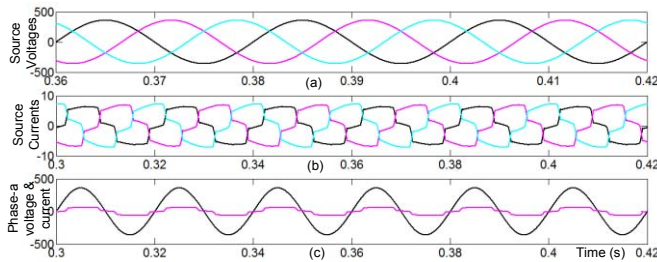 Source
Voltages
500
0
-500
0.36 0.37 0.38 0.39 0.4 0.41 0.42
(a)
Source
Currents
10
0
-10
0.3 0.32 0.34 0.36 0.38 0.4 0.42
(b)
Phase-a
voltage &
current
500
0
-500
0.3 0.32 0.34 0.36 0.38 0.4 0.42
(c)
Time (s)